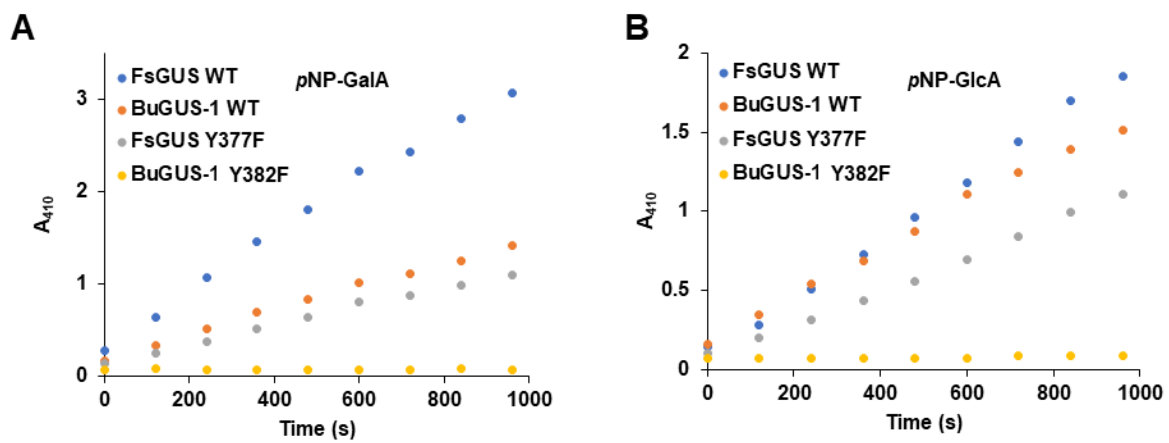 A
pNP-GalA
FsGUS WT
BuGUS-1 WT
FsGUS Y377F
BuGUS-1 Y382F
A410
3
2
1
0
0 200 400 600 800 1000
Time (s)
B
pNP-GlcA
FsGUS WT
BuGUS-1 WT
FsGUS Y377F
BuGUS-1 Y382F
A410
2
1.5
1
0.5
0
0 200 400 600 800 1000
Time (s)